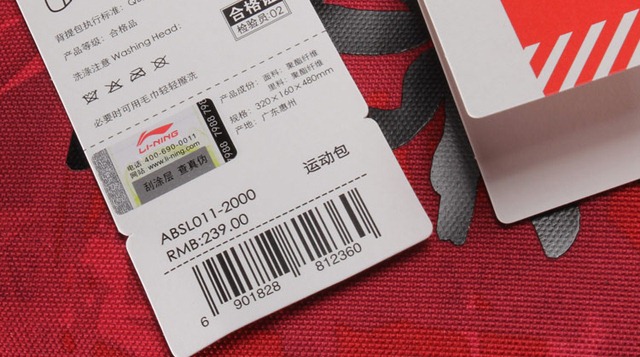 背提包执行标准: Q
产品等级: 合格品
洗涤注意 Washing Head:
必要时可用毛巾轻轻擦洗
合格
检验员:02
产品成份: 面料: 聚酯纤维
里料: 聚酯纤维
规格: 320×160×480mm
产地: 广东惠州
LI-NING
电话 400-690-0011
网站 www.li-ning.com
刮涂层 查真伪
7988 7988
运动包
ABSL011-2000
RMB:239.00
6 901828 812360